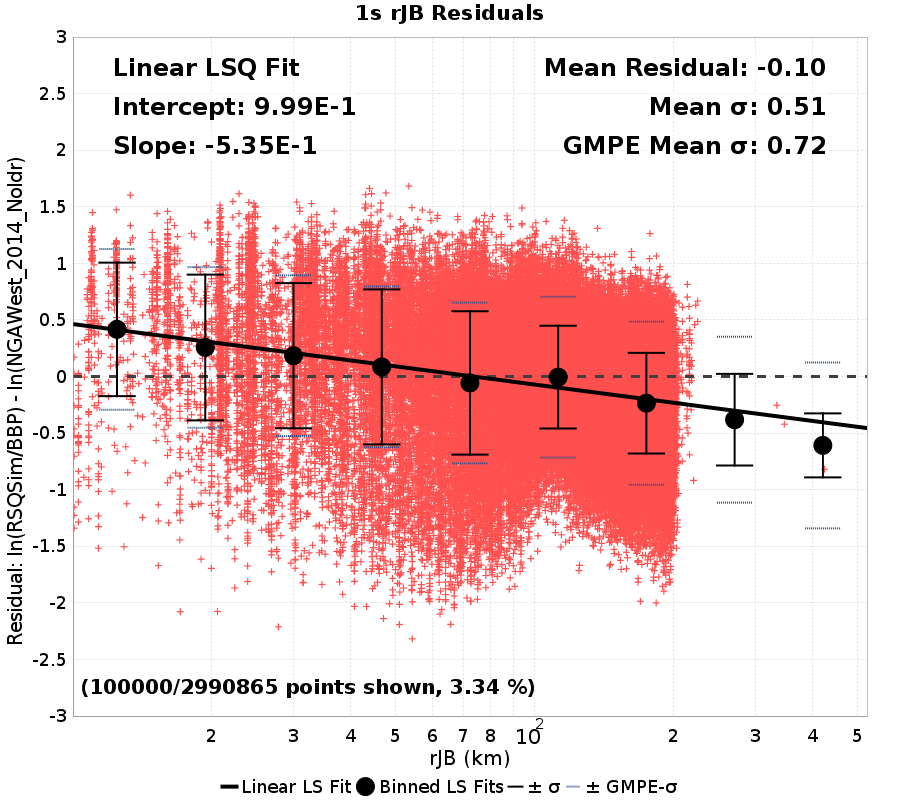 1s rJB Residuals
Linear LSQ Fit
Intercept: 9.99E-1
Slope: -5.35E-1
Mean Residual: -0.10
Mean σ: 0.51
GMPE Mean σ: 0.72
3
2.5
2
1.5
1
0.5
0
-0.5
-1
-1.5
-2
-2.5
-3
Residual: ln(RSQSim/BBP) - ln(NGAWest_2014_NoIdr)
(100000/2990865 points shown, 3.34 %)
2 3 4 5 6 7 8 10² 2 3 4 5
rJB (km)
Linear LS Fit Binned LS Fits ± σ ± GMPE-σ